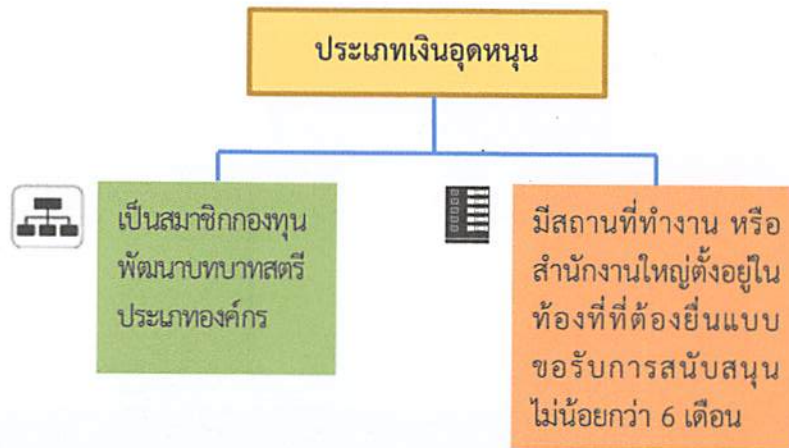 ประเภทเงินอุดหนุน
เป็นสมาชิกกองทุน
พัฒนาบทบาทสตรี
ประเภทองค์กร
มีสถานที่ทำงาน หรือ
สำนักงานใหญ่ตั้งอยู่ใน
ท้องที่ที่ต้องยื่นแบบ
ขอรับการสนับสนุน
ไม่น้อยกว่า 6 เดือน